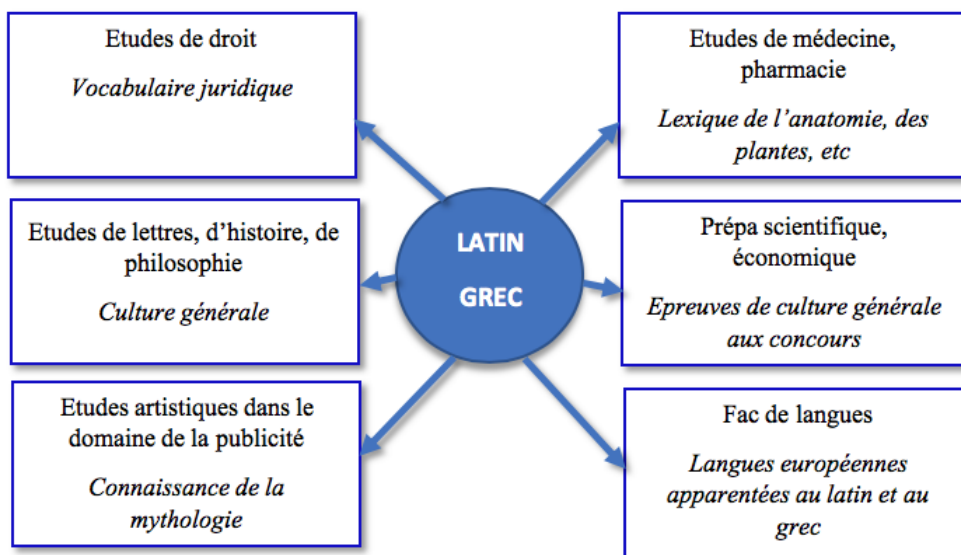 Etudes de droit
Vocabulaire juridique
Etudes de médecine,
pharmacie
Lexique de l'anatomie, des
plantes, etc
Etudes de lettres, d'histoire, de
philosophie
Culture générale
LATIN
GREC
Prépa scientifique,
économique
Epreuves de culture générale
aux concours
Etudes artistiques dans le
domaine de la publicité
Connaissance de la
mythologie
Fac de langues
Langues européennes
apparentées au latin et au
grec